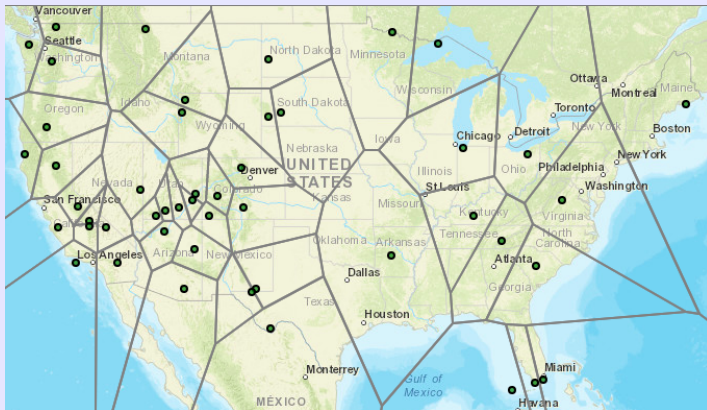 Vancouver
Seattle
Washington
Montana
North Dakota
Minnesota
Ottawa
Montreal
Maine
Oregon
Idaho
Wyoming
South Dakota
Wisconsin
Toronto
New York
Boston
Nebraska
Iowa
Chicago
Detroit
Nevada
Utah
Denver
Colorado
UNITED
STATES
Kansas
Illinois
Ohio
Philadelphia
New York
Washington
San Francisco
Missouri
St Louis
Kentucky
Virginia
Los Angeles
Arizona
New Mexico
Oklahoma
Arkansas
Tennessee
North
Carolina
Atlanta
Georgia
Dallas
Texas
Houston
Monterrey
MÉXICO
Gulf of
Mexico
Miami
Havana